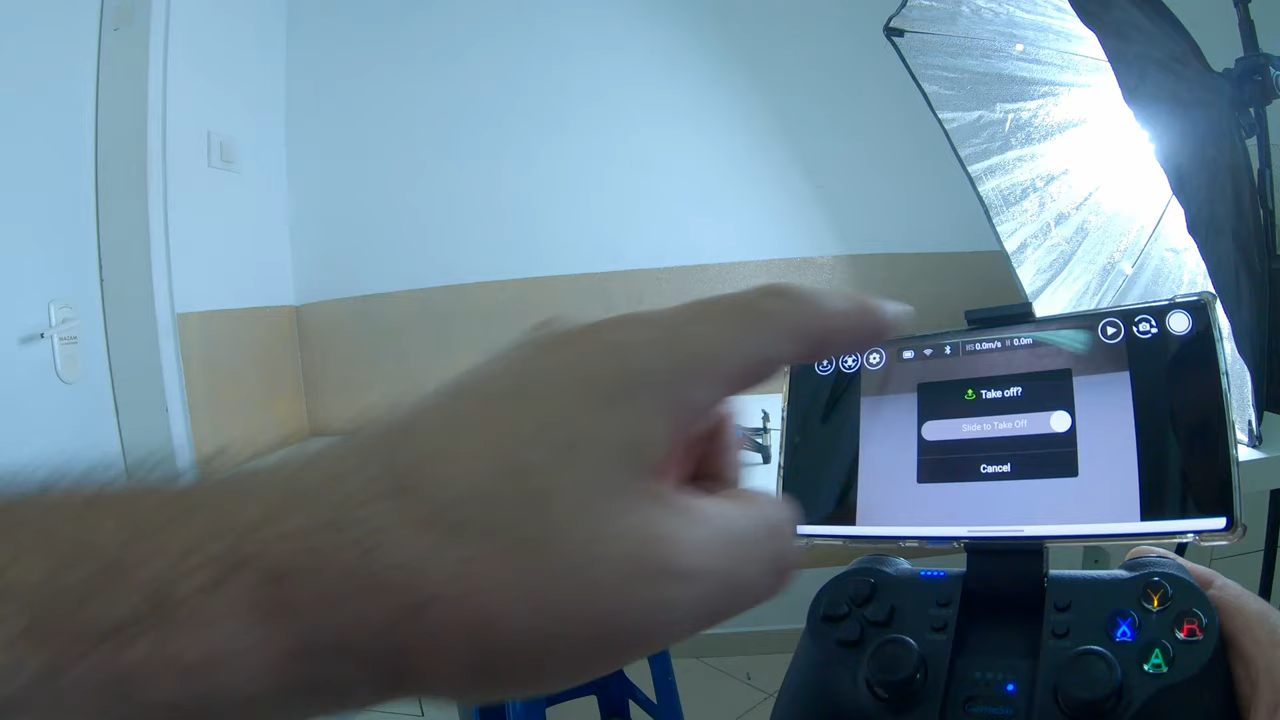 HS 0.0m/s H 0.0m
Take off?
Slide to Take Off
Cancel
Y
X
A